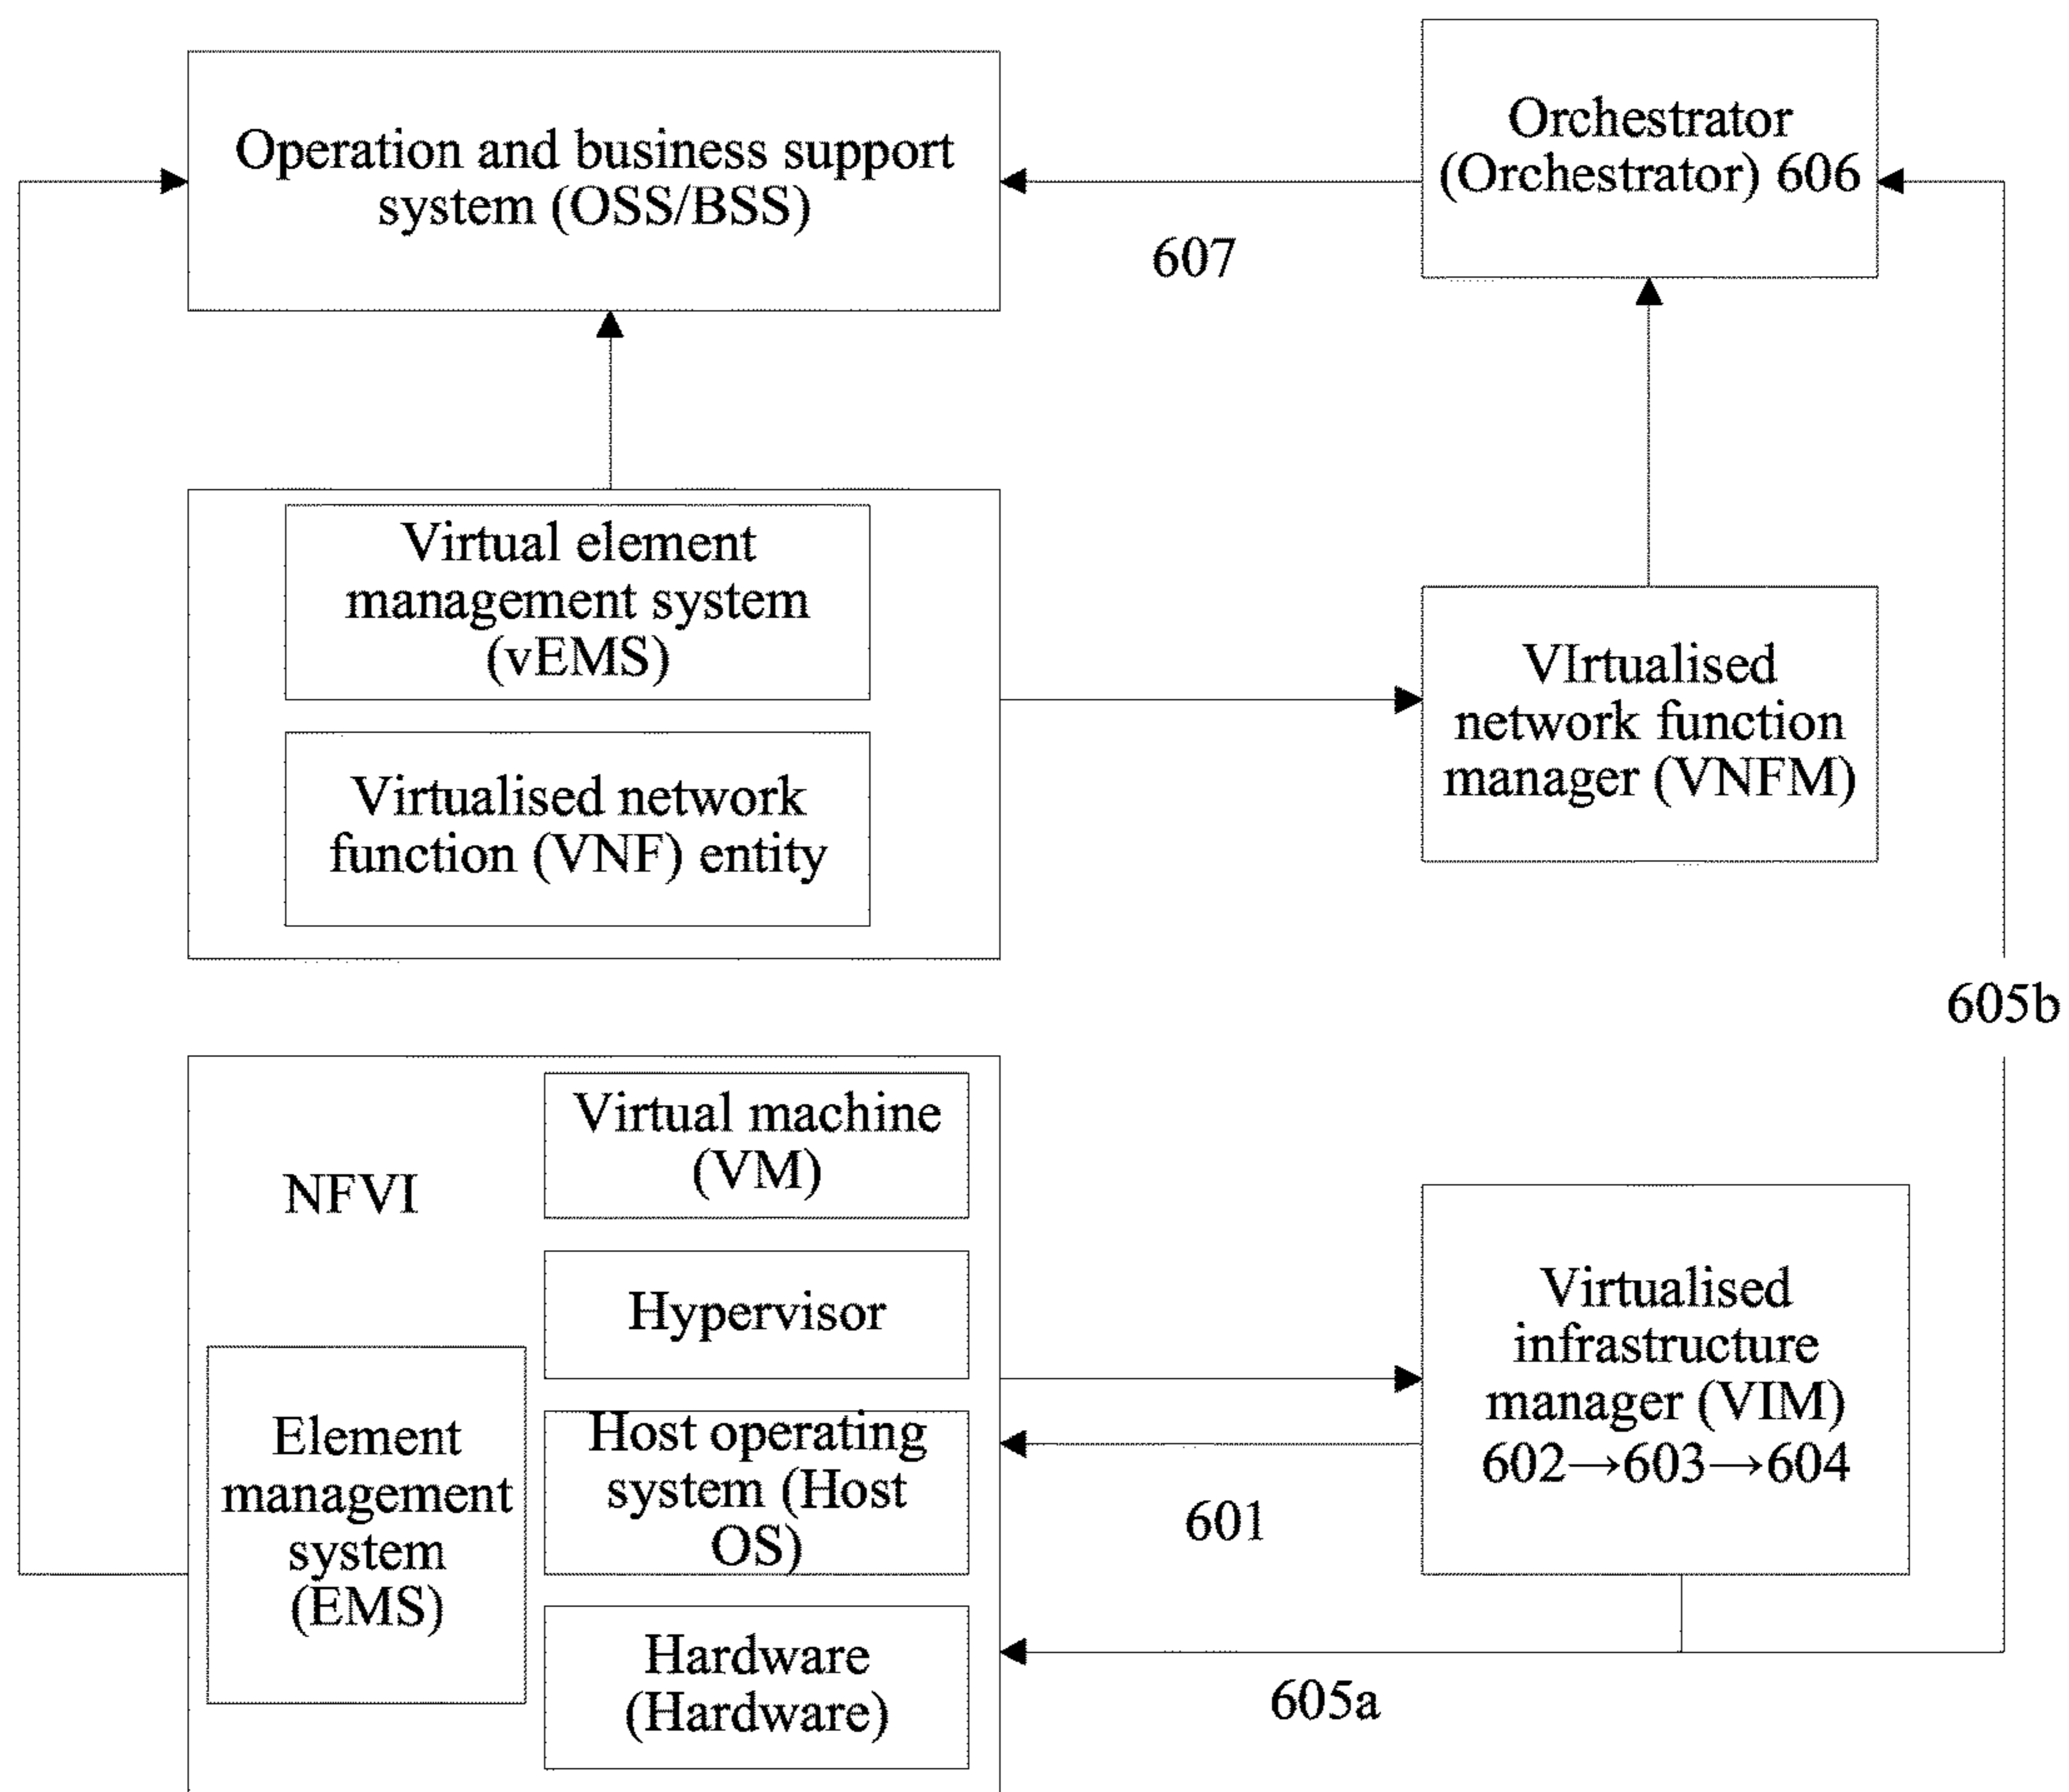 Operation and business support
system (OSS/BSS)
Orchestrator
(Orchestrator) 606
607
Virtual element
management system
(vEMS)
Virtualised network
function (VNF) entity
VIrtualised
network function
manager (VNFM)
605b
NFVI
Virtual machine
(VM)
Hypervisor
Element
management
system
(EMS)
Host operating
system (Host
OS)
Hardware
(Hardware)
Virtualised
infrastructure
manager (VIM)
602→603→604
601
605a